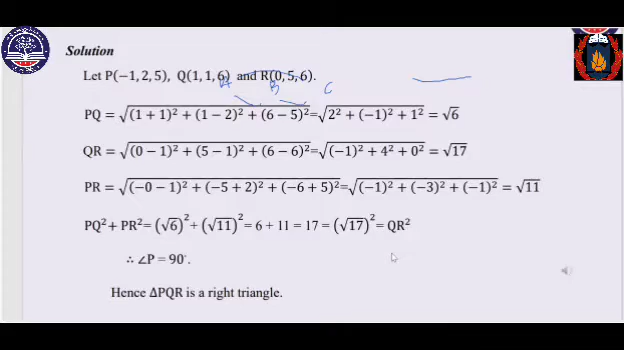 Solution
Let P(−1, 2, 5), Q(1, 1, 6) and R(0, 5, 6).
A B C
PQ = √((1 + 1)² + (1 − 2)² + (6 − 5)²)=√(2² + (−1)² + 1²) = √6
QR = √((0 − 1)² + (5 − 1)² + (6 − 6)²)=√((−1)² + 4² + 0²) = √17
PR = √((−0 − 1)² + (−5 + 2)² + (−6 + 5)²)=√((−1)² + (−3)² + (−1)²) = √11
PQ² + PR²= (√6)² + (√11)² = 6 + 11 = 17 = (√17)² = QR²
∴ ∠P = 90°.
Hence ΔPQR is a right triangle.